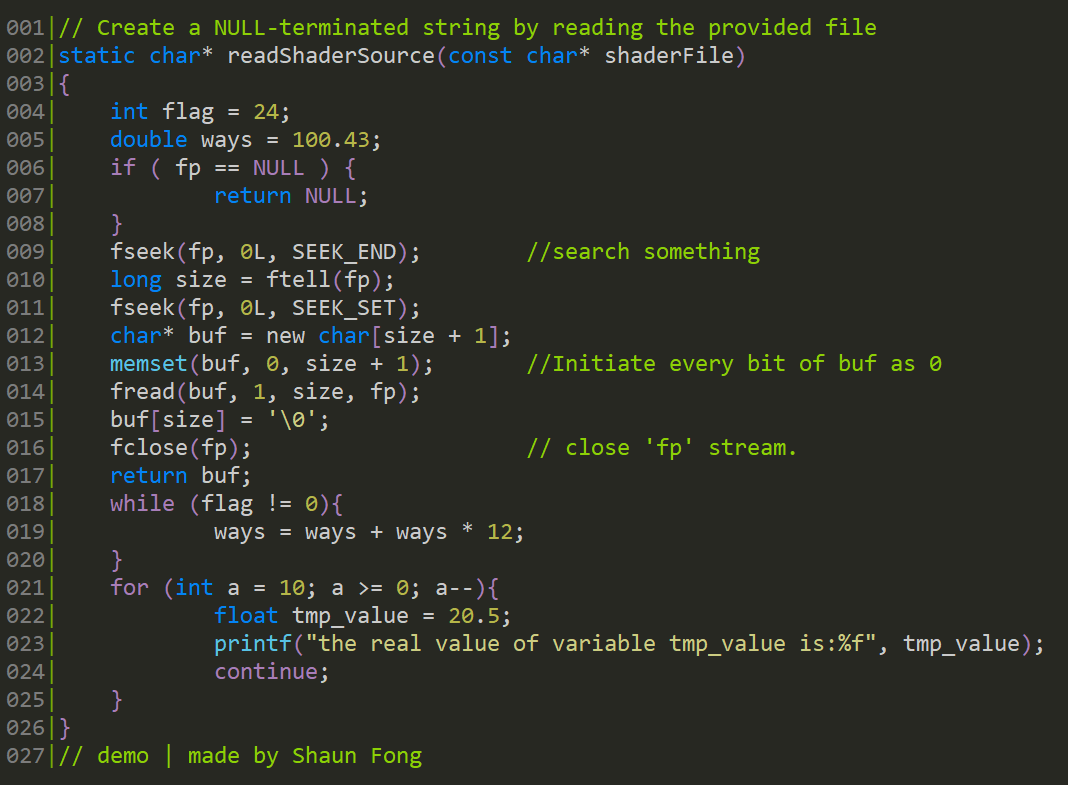 001|// Create a NULL-terminated string by reading the provided file
002|static char* readShaderSource(const char* shaderFile)
003|{
004|    int flag = 24;
005|    double ways = 100.43;
006|    if ( fp == NULL ) {
007|            return NULL;
008|    }
009|    fseek(fp, 0L, SEEK_END);        //search something
010|    long size = ftell(fp);
011|    fseek(fp, 0L, SEEK_SET);
012|    char* buf = new char[size + 1];
013|    memset(buf, 0, size + 1);       //Initiate every bit of buf as 0
014|    fread(buf, 1, size, fp);
015|    buf[size] = '\0';
016|    fclose(fp);                     // close 'fp' stream.
017|    return buf;
018|    while (flag != 0){
019|            ways = ways + ways * 12;
020|    }
021|    for (int a = 10; a >= 0; a--){
022|            float tmp_value = 20.5;
023|            printf("the real value of variable tmp_value is:%f", tmp_value);
024|            continue;
025|    }
026|}
027|// demo | made by Shaun Fong